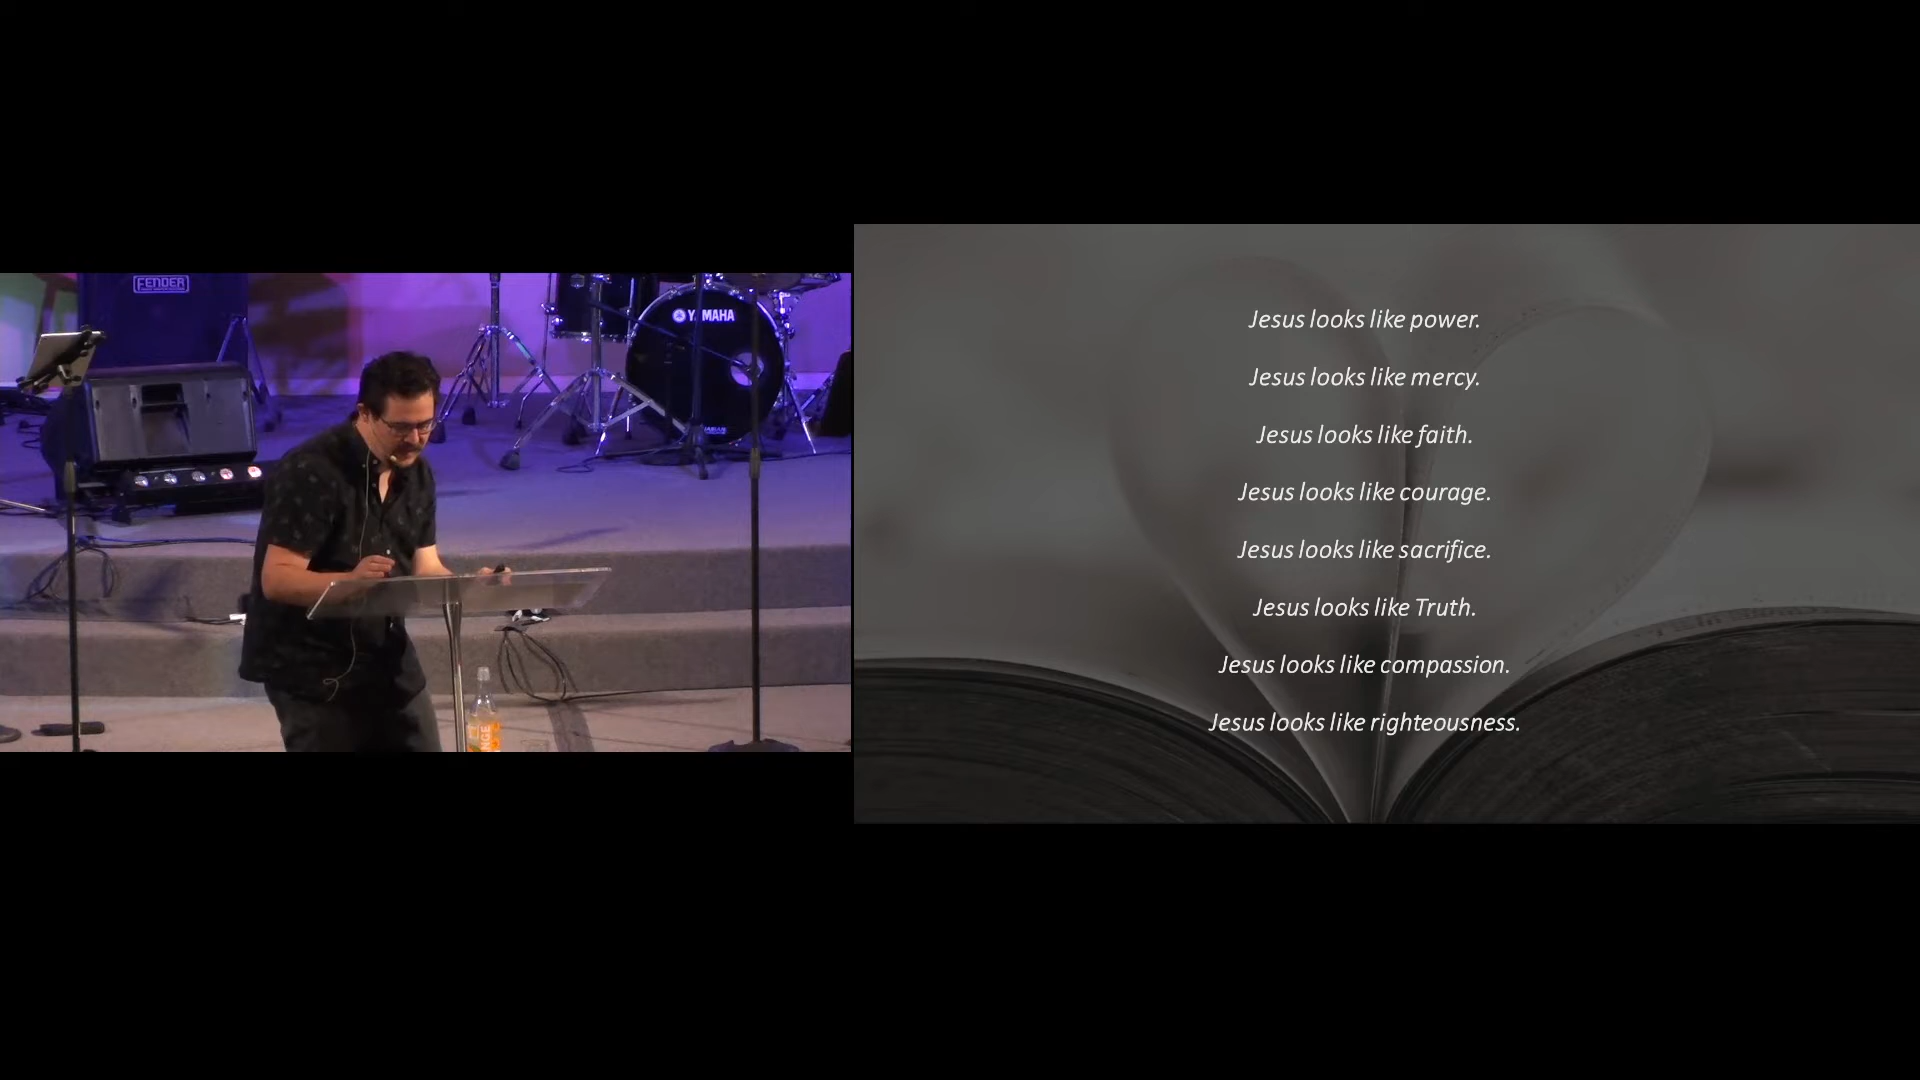 FENDER
YAMAHA
NGE
Jesus looks like power.
Jesus looks like mercy.
Jesus looks like faith.
Jesus looks like courage.
Jesus looks like sacrifice.
Jesus looks like Truth.
Jesus looks like compassion.
Jesus looks like righteousness.